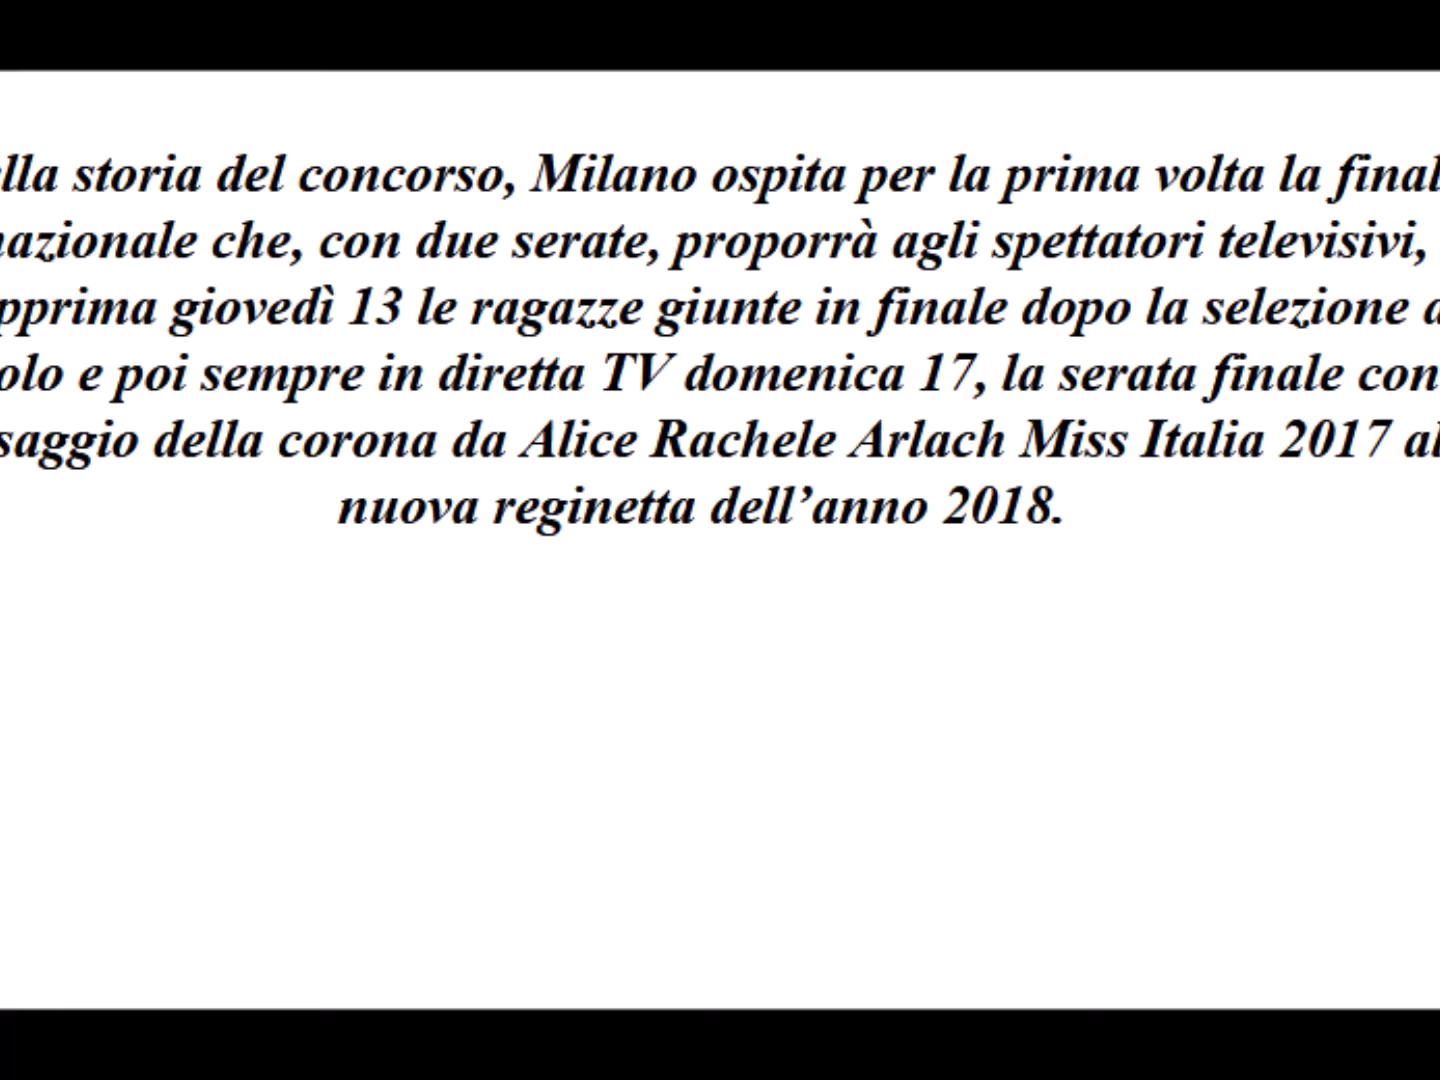 lla storia del concorso, Milano ospita per la prima volta la final
nazionale che, con due serate, proporrà agli spettatori televisivi,
pprima giovedì 13 le ragazze giunte in finale dopo la selezione
olo e poi sempre in diretta TV domenica 17, la serata finale con
saggio della corona da Alice Rachele Arlach Miss Italia 2017 al
nuova reginetta dell’anno 2018.